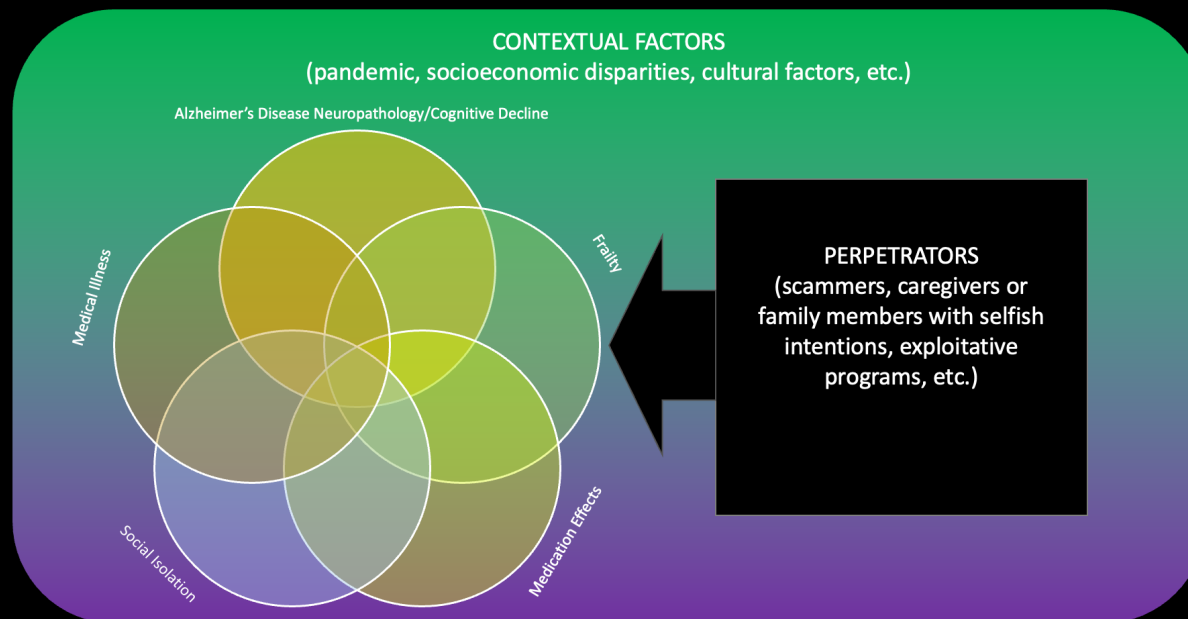 CONTEXTUAL FACTORS
(pandemic, socioeconomic disparities, cultural factors, etc.)
Alzheimer's Disease Neuropathology/Cognitive Decline
Medical Illness
Frailty
Social Isolation
Medication Effects
PERPETRATORS
(scammers, caregivers or
family members with selfish
intentions, exploitative
programs, etc.)